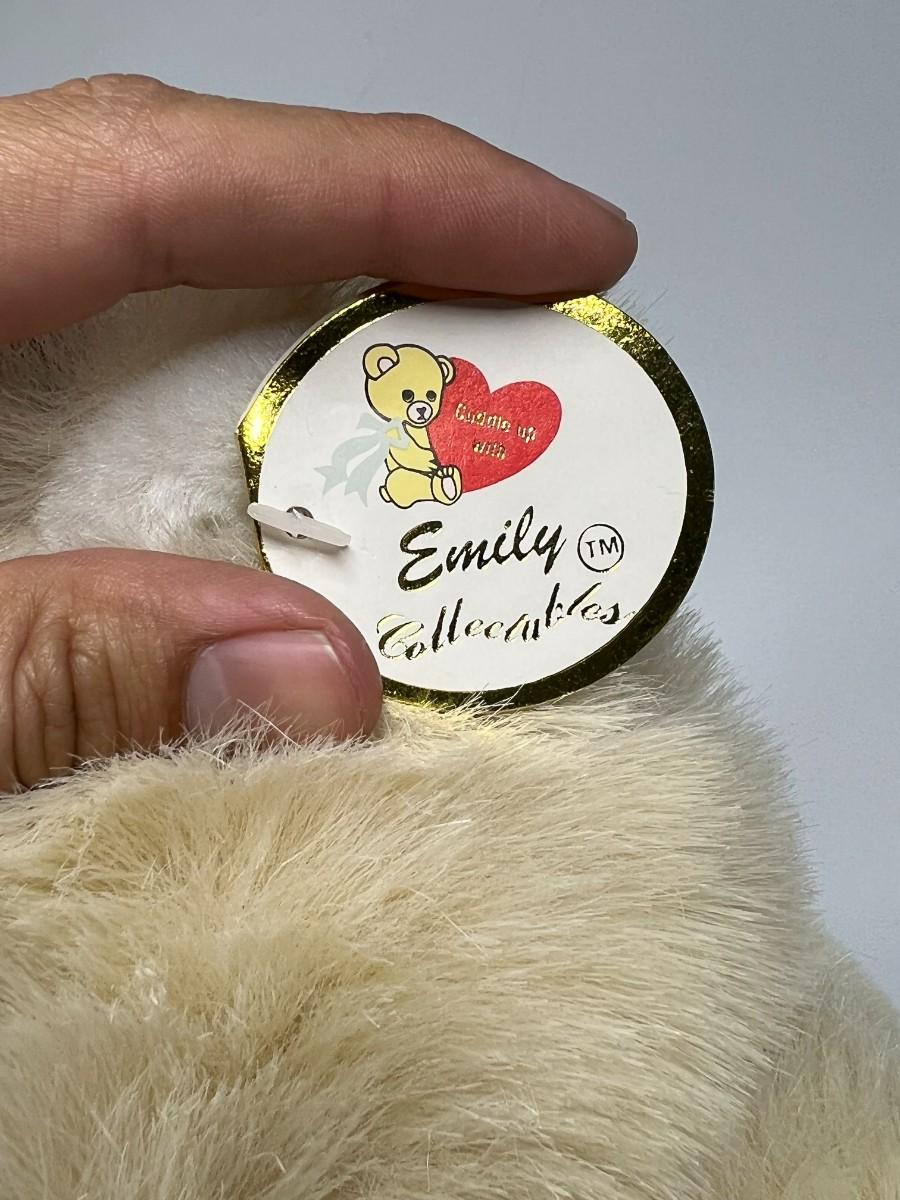 Cuddle up
with
Emily TM
Collectables